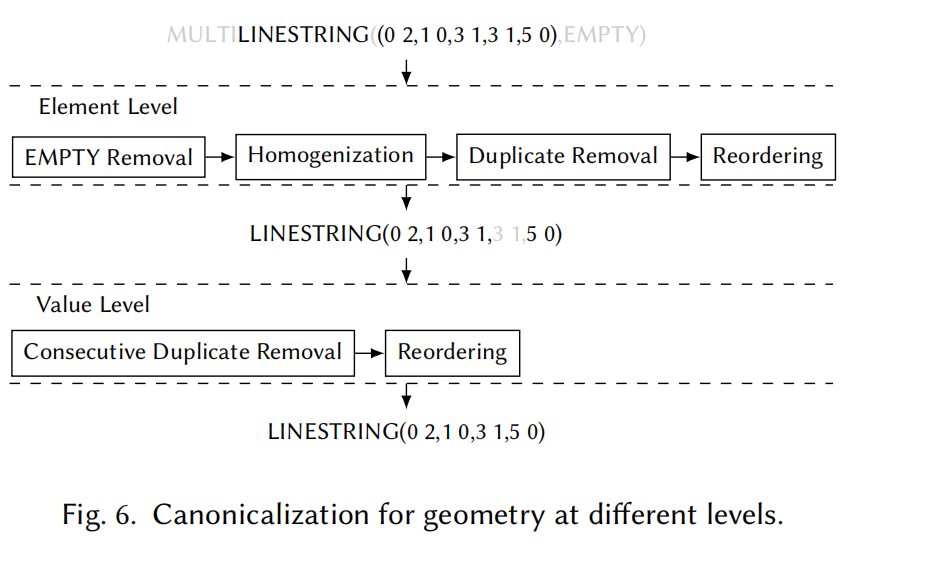 MULTILINESTRING((0 2,1 0,3 1,3 1,5 0),EMPTY)
Element Level
EMPTY Removal Homogenization Duplicate Removal Reordering
LINESTRING(0 2,1 0,3 1,3 1,5 0)
Value Level
Consecutive Duplicate Removal Reordering
LINESTRING(0 2,1 0,3 1,5 0)
Fig. 6. Canonicalization for geometry at different levels.